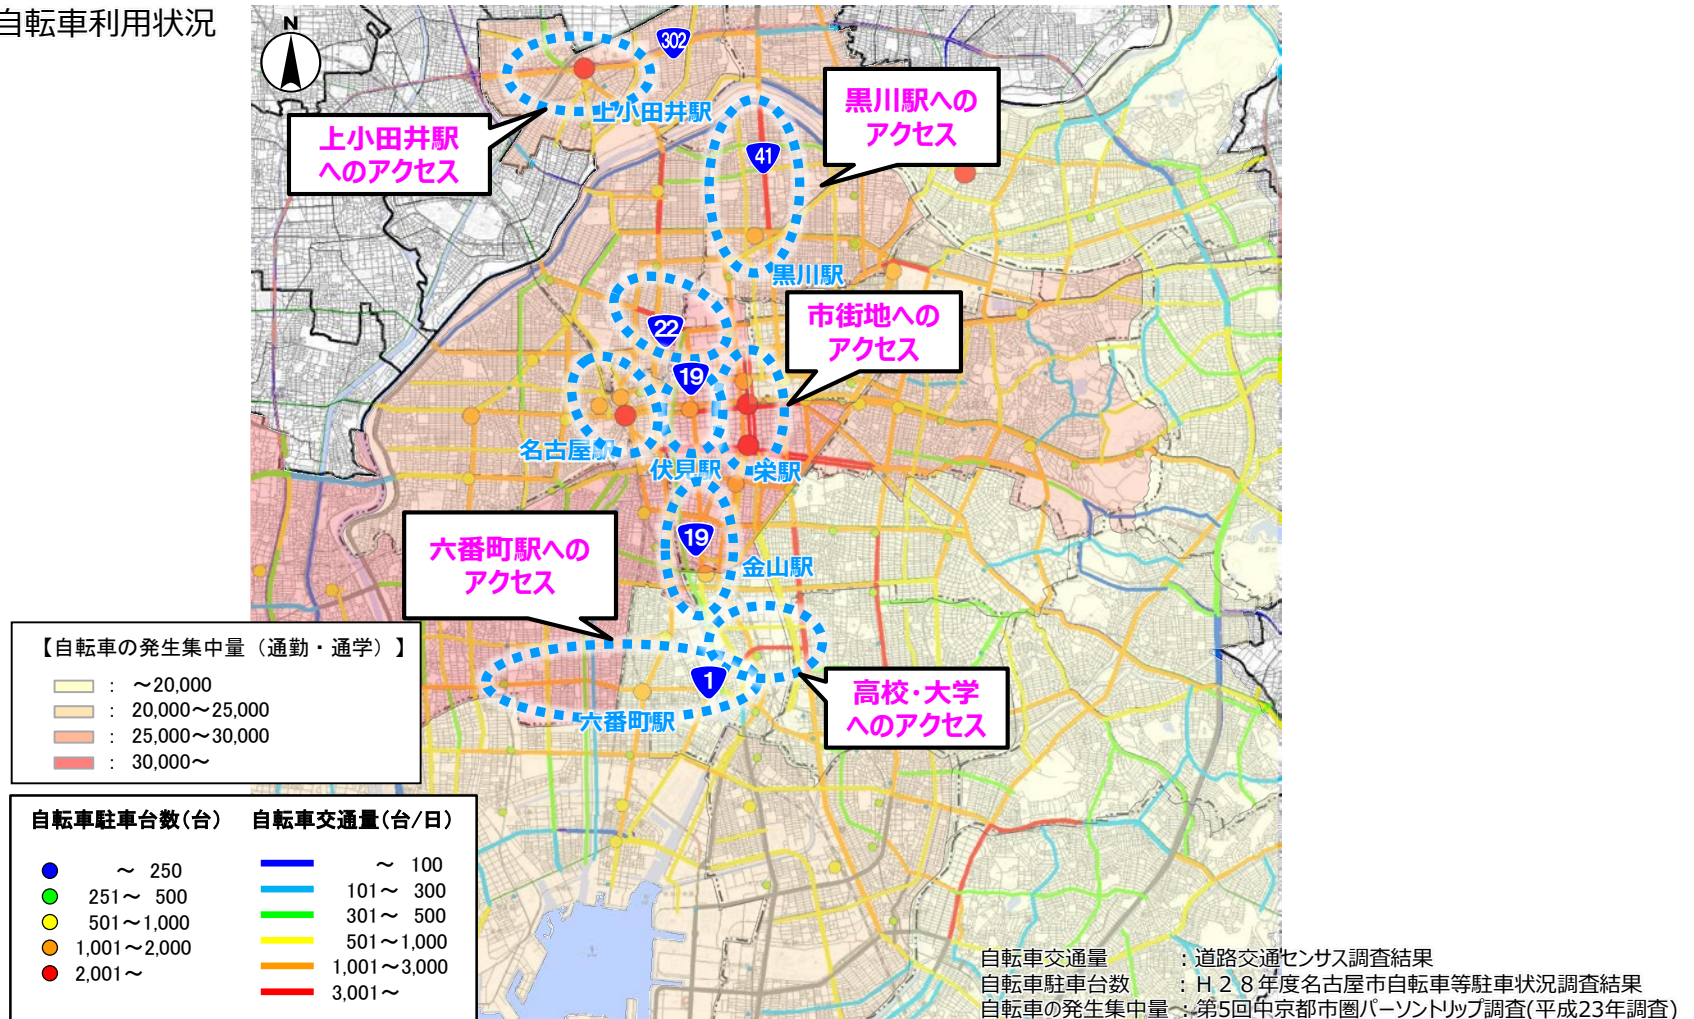 自転車利用状況
N
302
上小田井駅
上小田井駅
へのアクセス
黒川駅への
アクセス
41
黒川駅
市街地への
アクセス
22
19
名古屋駅
伏見駅
栄駅
19
金山駅
六番町駅への
アクセス
1
六番町駅
高校・大学
へのアクセス
【自転車の発生集中量（通勤・通学）】
： ～20,000
： 20,000～25,000
： 25,000～30,000
： 30,000～
自転車駐車台数(台)
～ 250
251～ 500
501～1,000
1,001～2,000
2,001～
自転車交通量(台/日)
～ 100
101～ 300
301～ 500
501～1,000
1,001～3,000
3,001～
自転車交通量 ：道路交通センサス調査結果
自転車駐車台数 ：Ｈ２８年度名古屋市自転車等駐車状況調査結果
自転車の発生集中量 ：第5回中京都市圏パーソントリップ調査(平成23年調査)